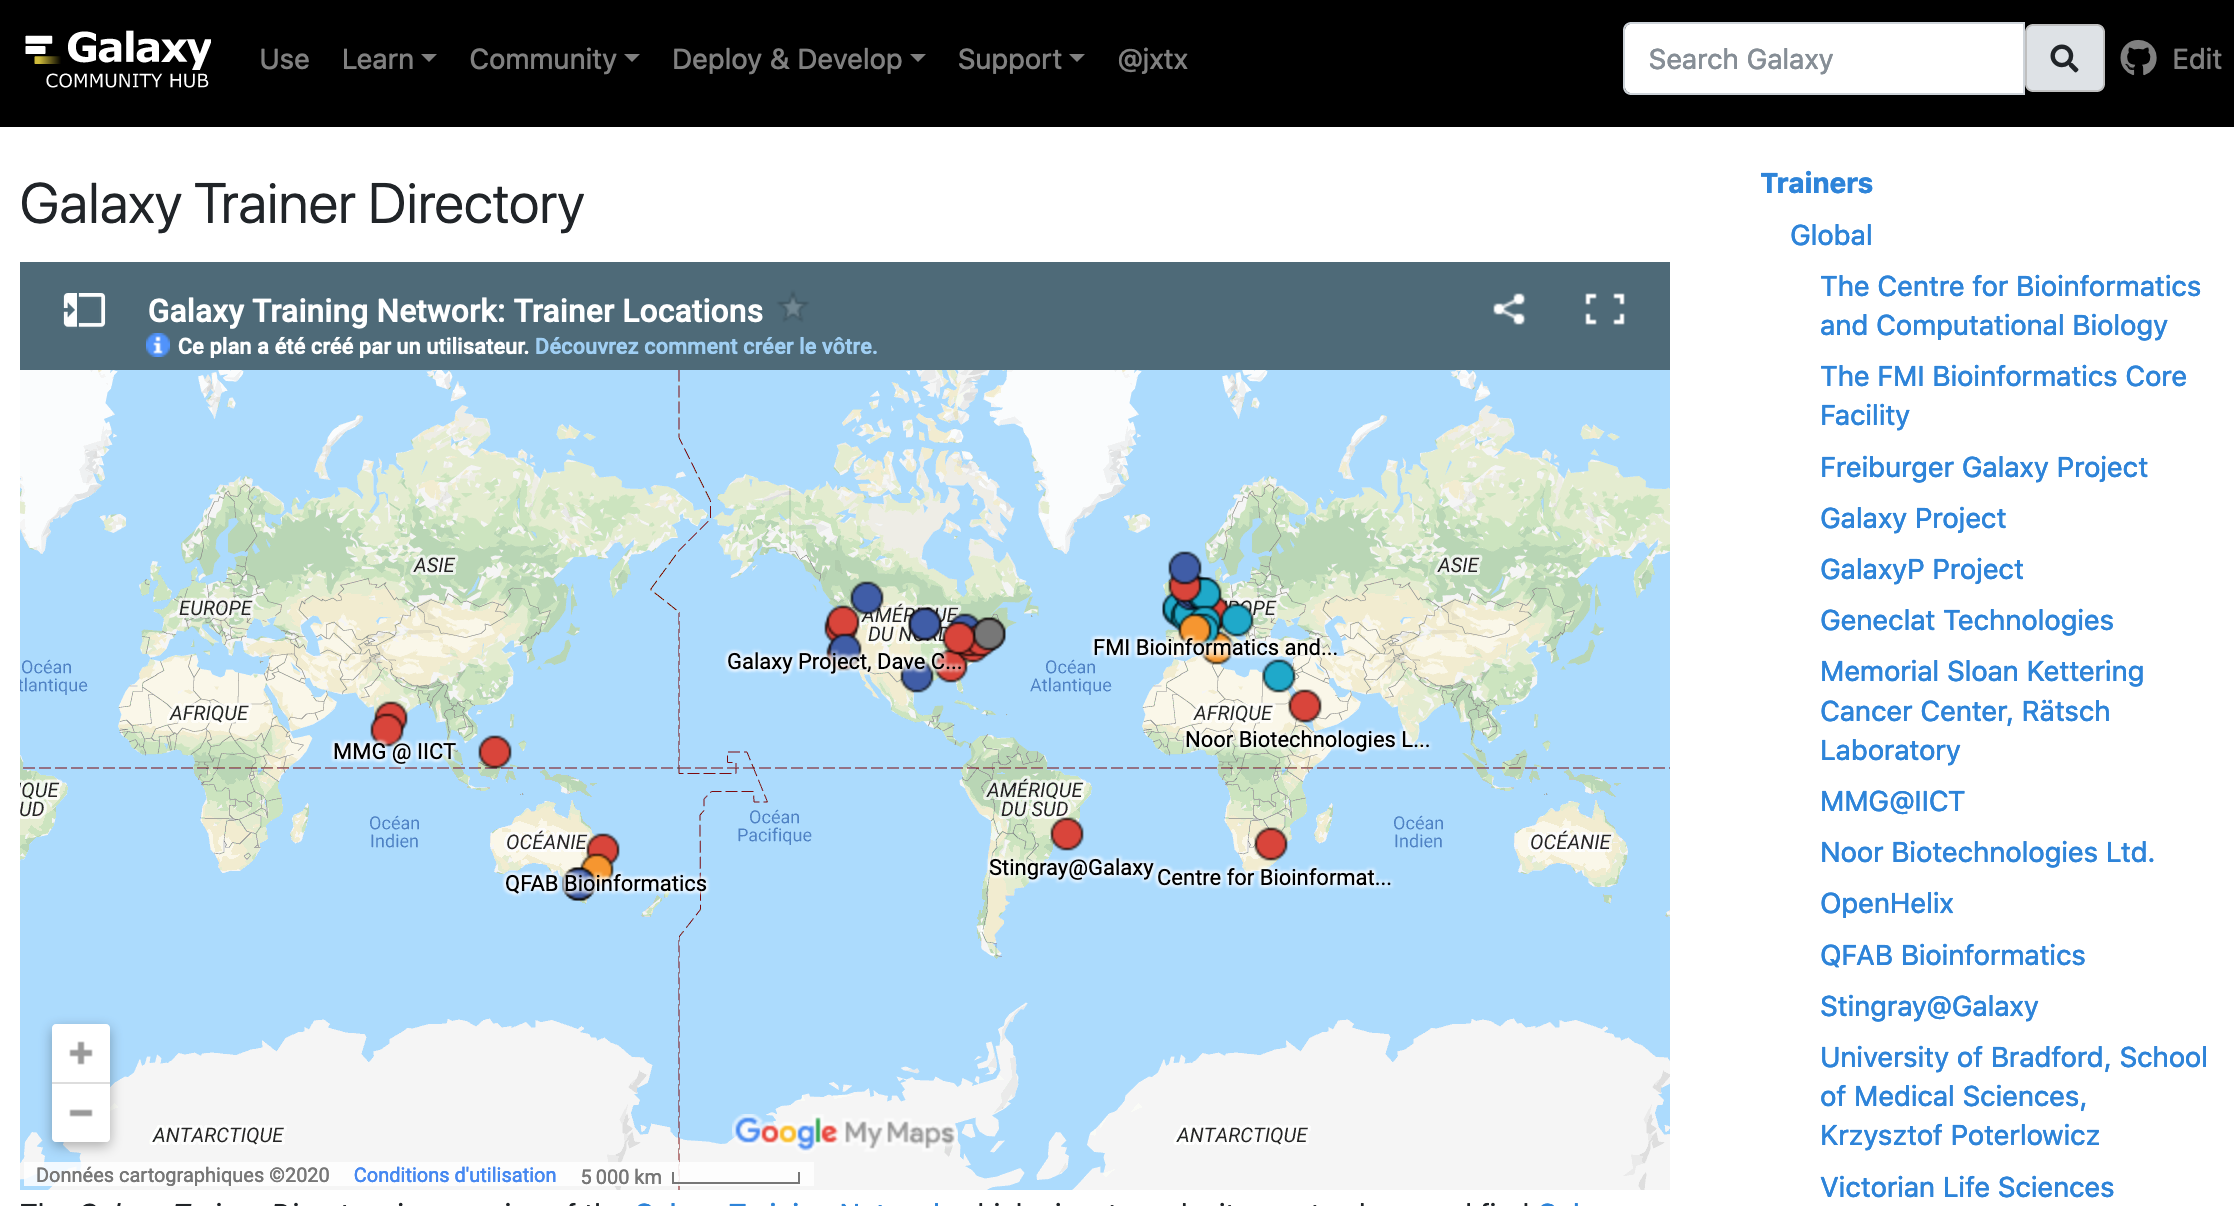 Galaxy
COMMUNITY HUB
Use
Learn
Community
Deploy & Develop
Support
@jxtx
Search Galaxy
Edit
Galaxy Trainer Directory
Galaxy Training Network: Trainer Locations
Ce plan a été créé par un utilisateur. Découvrez comment créer le vôtre.
ASIE
ASIE
EUROPE
AMÉRIQUE
DU NORD
OPE
FMI Bioinformatics and...
Galaxy Project, Dave C...
Océan
tlantique
Océan
Atlantique
AFRIQUE
AFRIQUE
Noor Biotechnologies L...
MMG @ IICT
QUE
UD
AMÉRIQUE
DU SUD
Océan
Indien
Océan
Pacifique
Océan
Indien
OCÉANIE
OCÉANIE
Stingray@Galaxy
Centre for Bioinformat...
QFAB Bioinformatics
ANTARCTIQUE
ANTARCTIQUE
Google My Maps
Données cartographiques ©2020
Conditions d'utilisation
5 000 km
Trainers
Global
The Centre for Bioinformatics
and Computational Biology
The FMI Bioinformatics Core
Facility
Freiburger Galaxy Project
Galaxy Project
GalaxyP Project
Geneclat Technologies
Memorial Sloan Kettering
Cancer Center, Rätsch
Laboratory
MMG@IICT
Noor Biotechnologies Ltd.
OpenHelix
QFAB Bioinformatics
Stingray@Galaxy
University of Bradford, School
of Medical Sciences,
Krzysztof Poterlowicz
Victorian Life Sciences